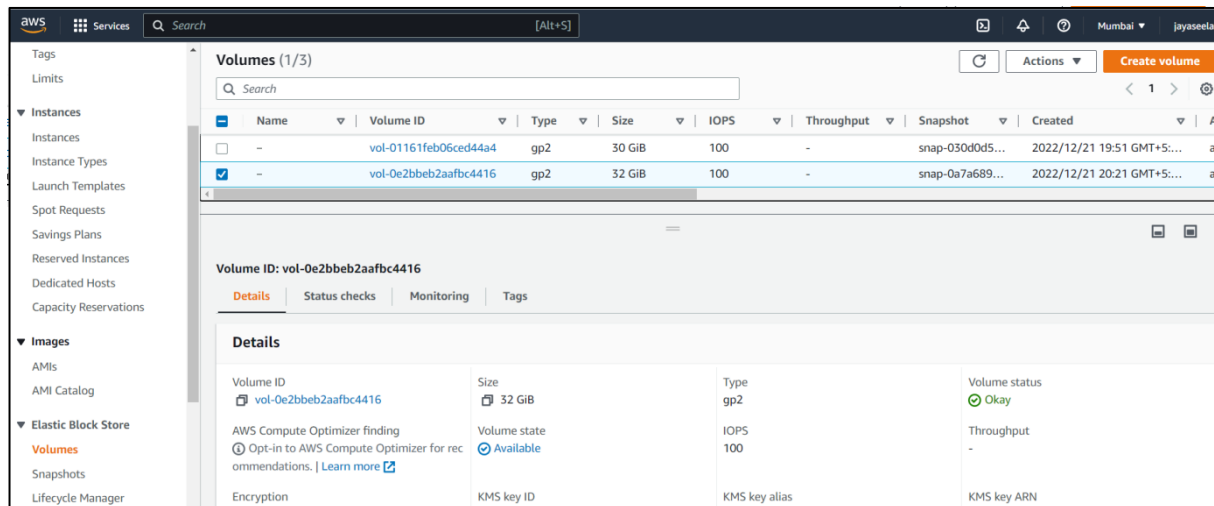 aws Services Search [Alt+S] Mumbai jayaseela
Tags
Limits
Instances
Instances
Instance Types
Launch Templates
Spot Requests
Savings Plans
Reserved Instances
Dedicated Hosts
Capacity Reservations
Images
AMIs
AMI Catalog
Elastic Block Store
Volumes
Snapshots
Lifecycle Manager
Volumes (1/3) Actions Create volume
Search 1
Name Volume ID Type Size IOPS Throughput Snapshot Created A
– vol-01161feb06ced44a4 gp2 30 GiB 100 - snap-030d0d5... 2022/12/21 19:51 GMT+5:... a
– vol-0e2bbeb2aafbc4416 gp2 32 GiB 100 - snap-0a7a689... 2022/12/21 20:21 GMT+5:... a
Volume ID: vol-0e2bbeb2aafbc4416
Details Status checks Monitoring Tags
Details
Volume ID Size Type Volume status
vol-0e2bbeb2aafbc4416 32 GiB gp2 Okay
AWS Compute Optimizer finding Volume state IOPS Throughput
Opt-in to AWS Compute Optimizer for rec Available 100 -
ommendations. | Learn more
Encryption KMS key ID KMS key alias KMS key ARN